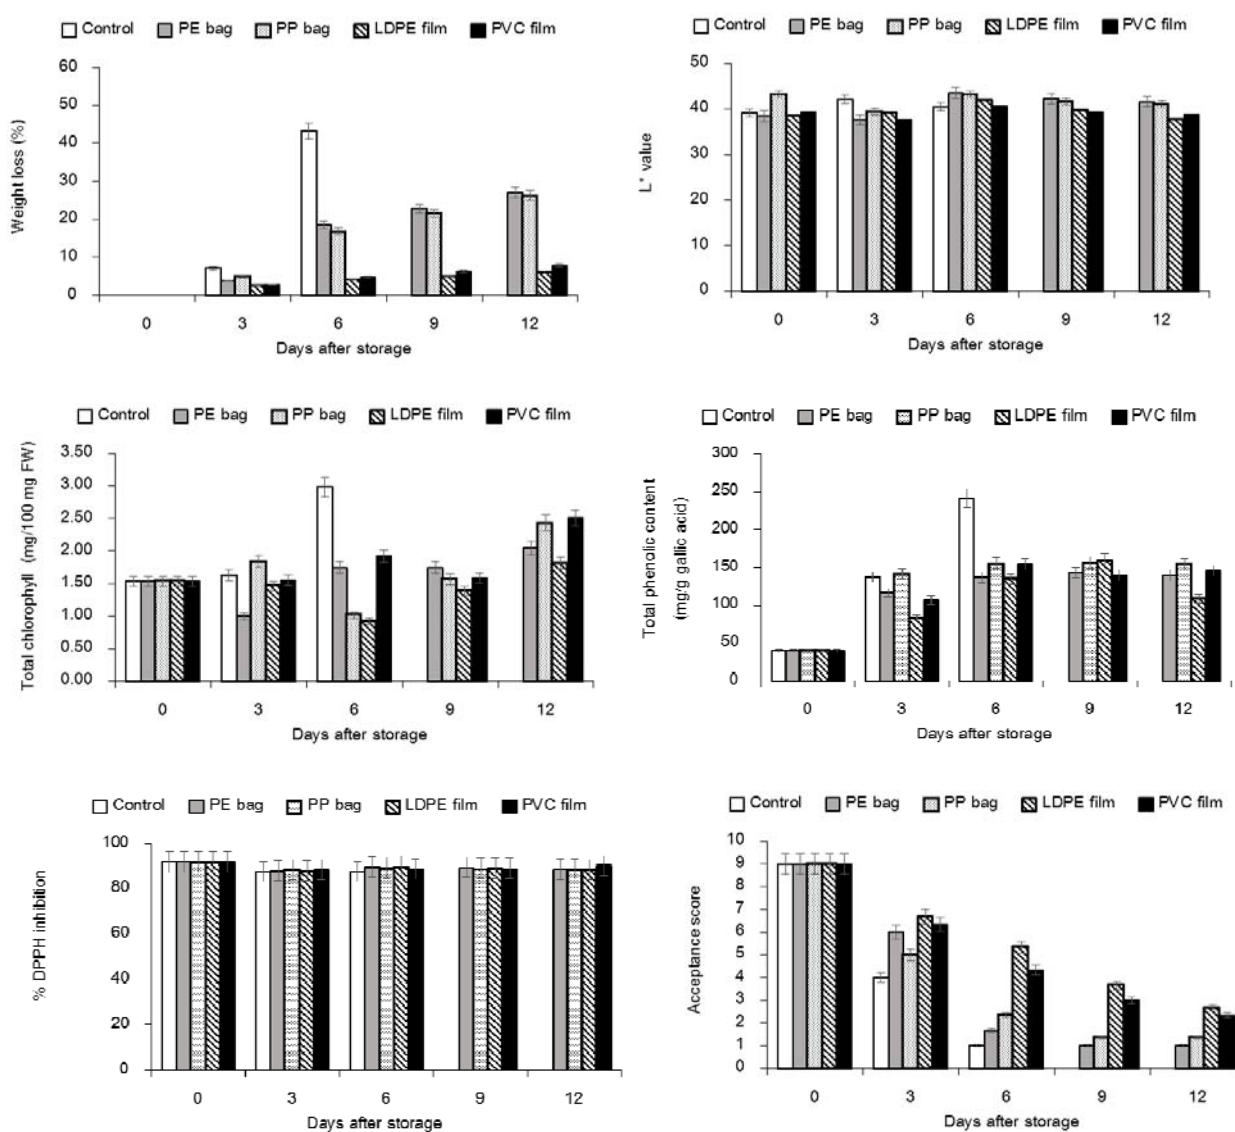 Control PE bag PP bag LDPE film PVC film
Weight loss (%)
60
50
40
30
20
10
0
0 3 6 9 12
Days after storage
Control PE bag PP bag LDPE film PVC film
L* value
50
40
30
20
10
0
0 3 6 9 12
Days after storage
Control PE bag PP bag LDPE film PVC film
Total chlorophyll (mg/100 mg FW)
3.50
3.00
2.50
2.00
1.50
1.00
0.50
0.00
0 3 6 9 12
Days after storage
Control PE bag PP bag LDPE film PVC film
Total phenolic content
(mg/g gallic acid)
300
250
200
150
100
50
0
0 3 6 9 12
Days after storage
Control PE bag PP bag LDPE film PVC film
% DPPH inhibition
100
80
60
40
20
0
0 3 6 9 12
Days after storage
Control PE bag PP bag LDPE film PVC film
Acceptance score
10
9
8
7
6
5
4
3
2
1
0
0 3 6 9 12
Days after storage